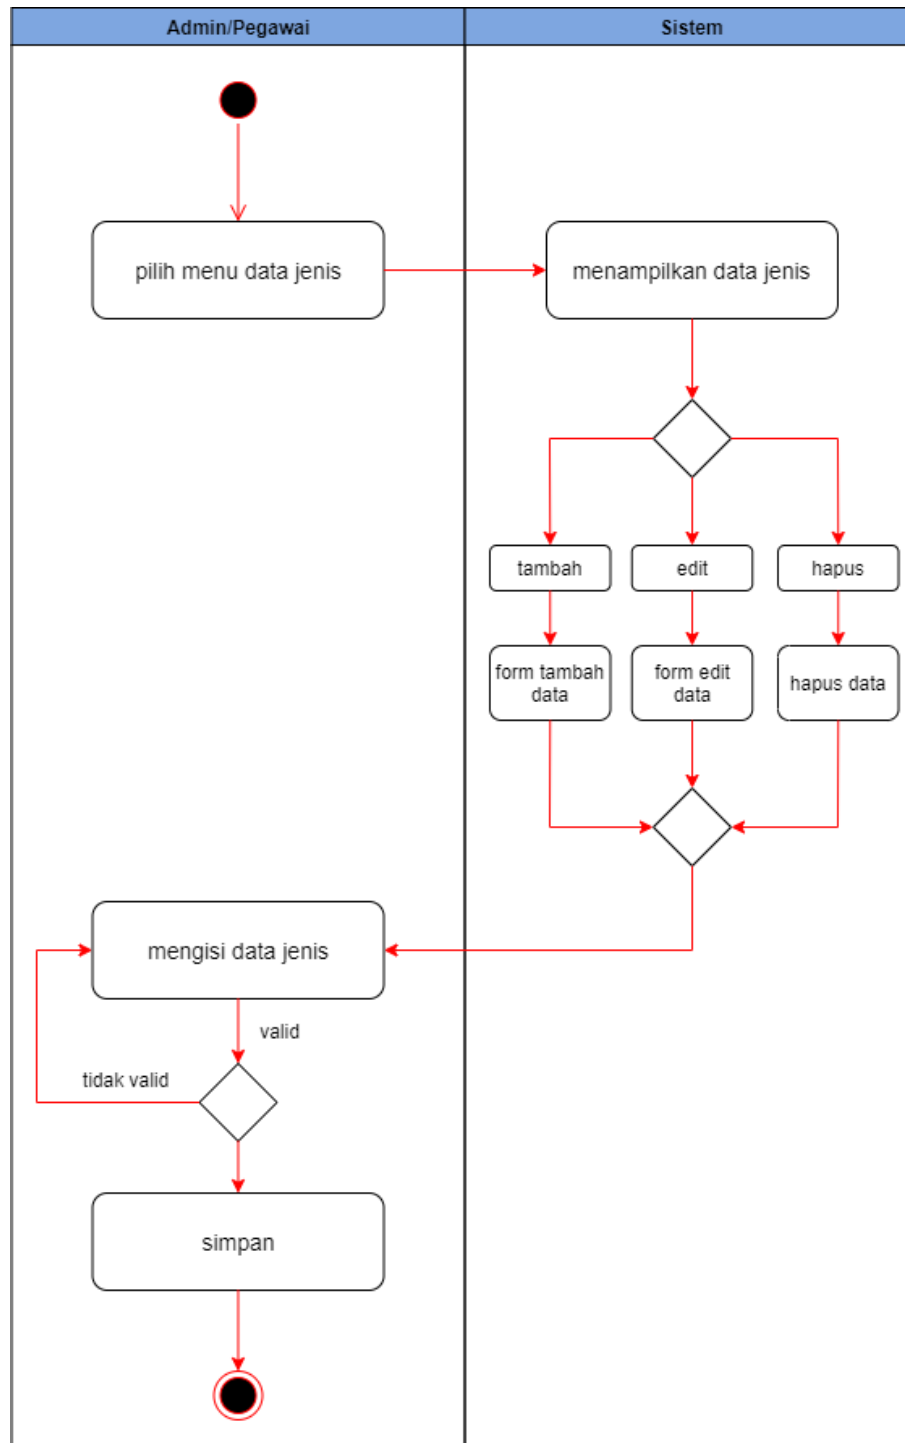 Admin/Pegawai
Sistem
pilih menu data jenis
menampilkan data jenis
tambah
edit
hapus
form tambah
data
form edit
data
hapus data
mengisi data jenis
valid
tidak valid
simpan